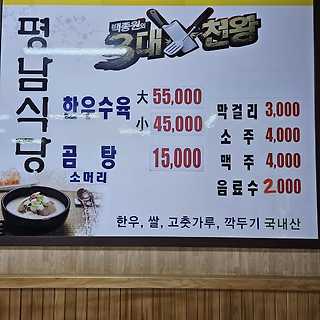 평남식당
백종원의
3대천왕
한우수육 大 55,000
小 45,000
곰탕 15,000
소머리
막걸리 3,000
소주 4,000
맥주 4,000
음료수 2.000
한우, 쌀, 고춧가루, 깍두기 국내산